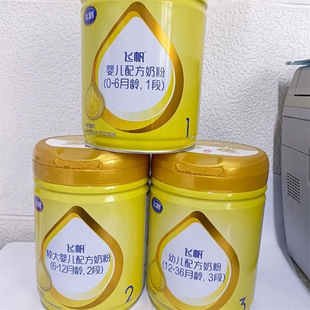 飞帆
婴儿配方奶粉
(0-6月龄, 1段)
1
飞帆
较大婴儿配方奶粉
(6-12月龄, 2段)
2
飞帆
幼儿配方奶粉
(12-36月龄, 3段)
3